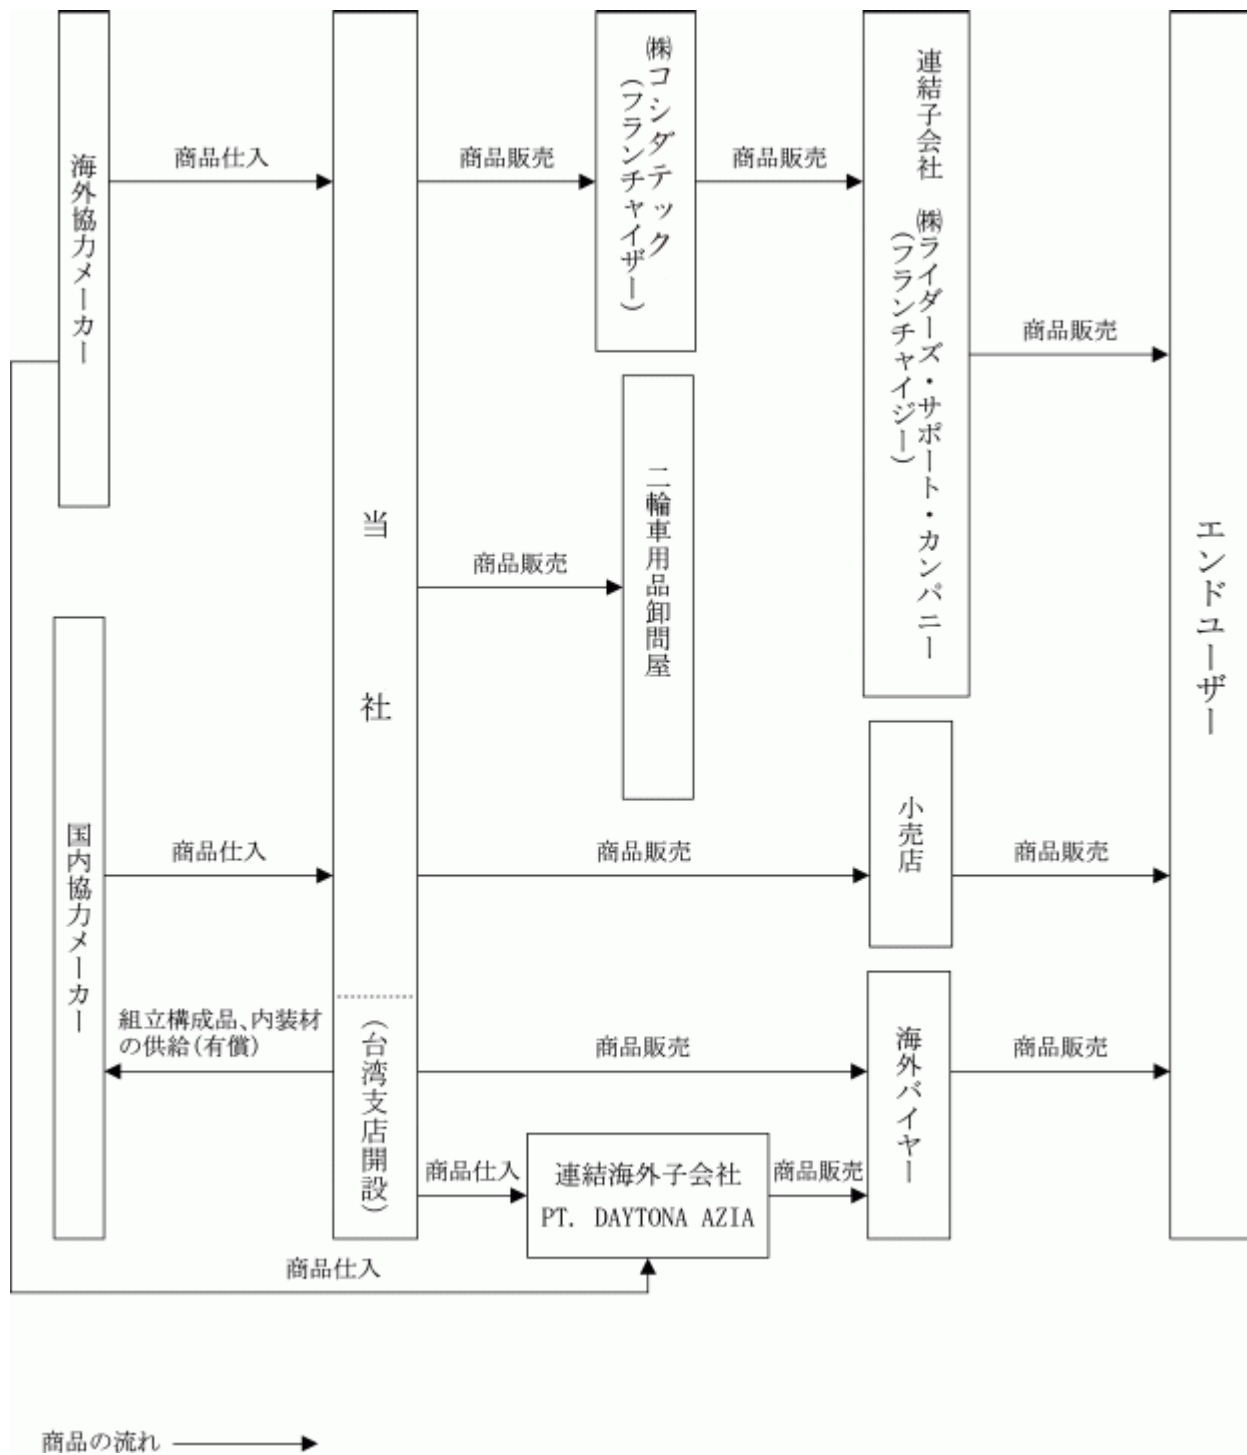 海外協力メーカー
商品仕入
当社
商品販売
㈱コシダテック
(フランチャイザー)
商品販売
連結子会社 ㈱ライダーズ・サポート・カンパニー
(フランチャイジー)
商品販売
エンドユーザー
商品販売
二輪車用品卸問屋
国内協力メーカー
商品仕入
商品販売
小売店
商品販売
組立構成品、内装材
の供給(有償)
(台湾支店開設)
商品販売
海外バイヤー
商品販売
商品仕入
連結海外子会社
PT. DAYTONA AZIA
商品販売
商品仕入
商品の流れ